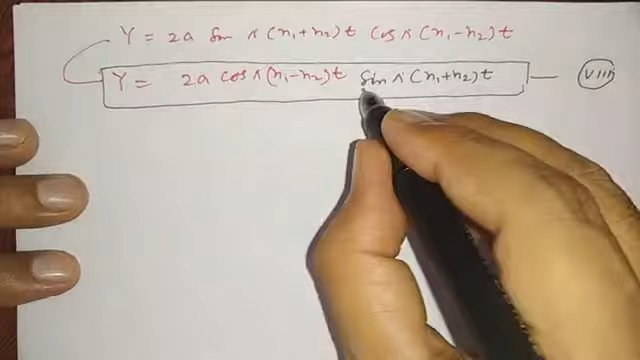 Y = 2a Sin π(n₁+n₂)t Cos π(n₁-n₂)t
Y = 2a Cos π(n₁-n₂)t Sin π(n₁+n₂)t — VIII